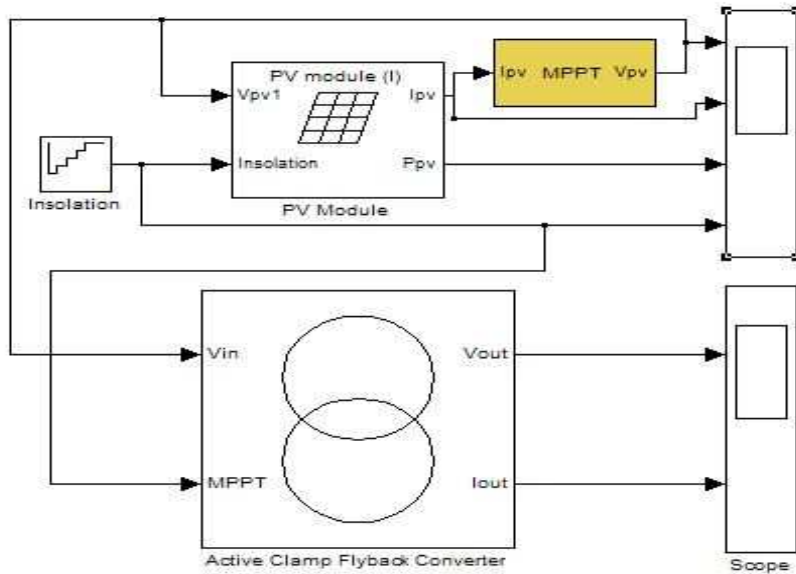 PV module (I)
Vpv1
Ipv
Ipv
MPPT
Vpv
Insolation
Ppv
Insolation
PV Module
Vin
Vout
MPPT
Iout
Active Clamp Flyback Converter
Scope